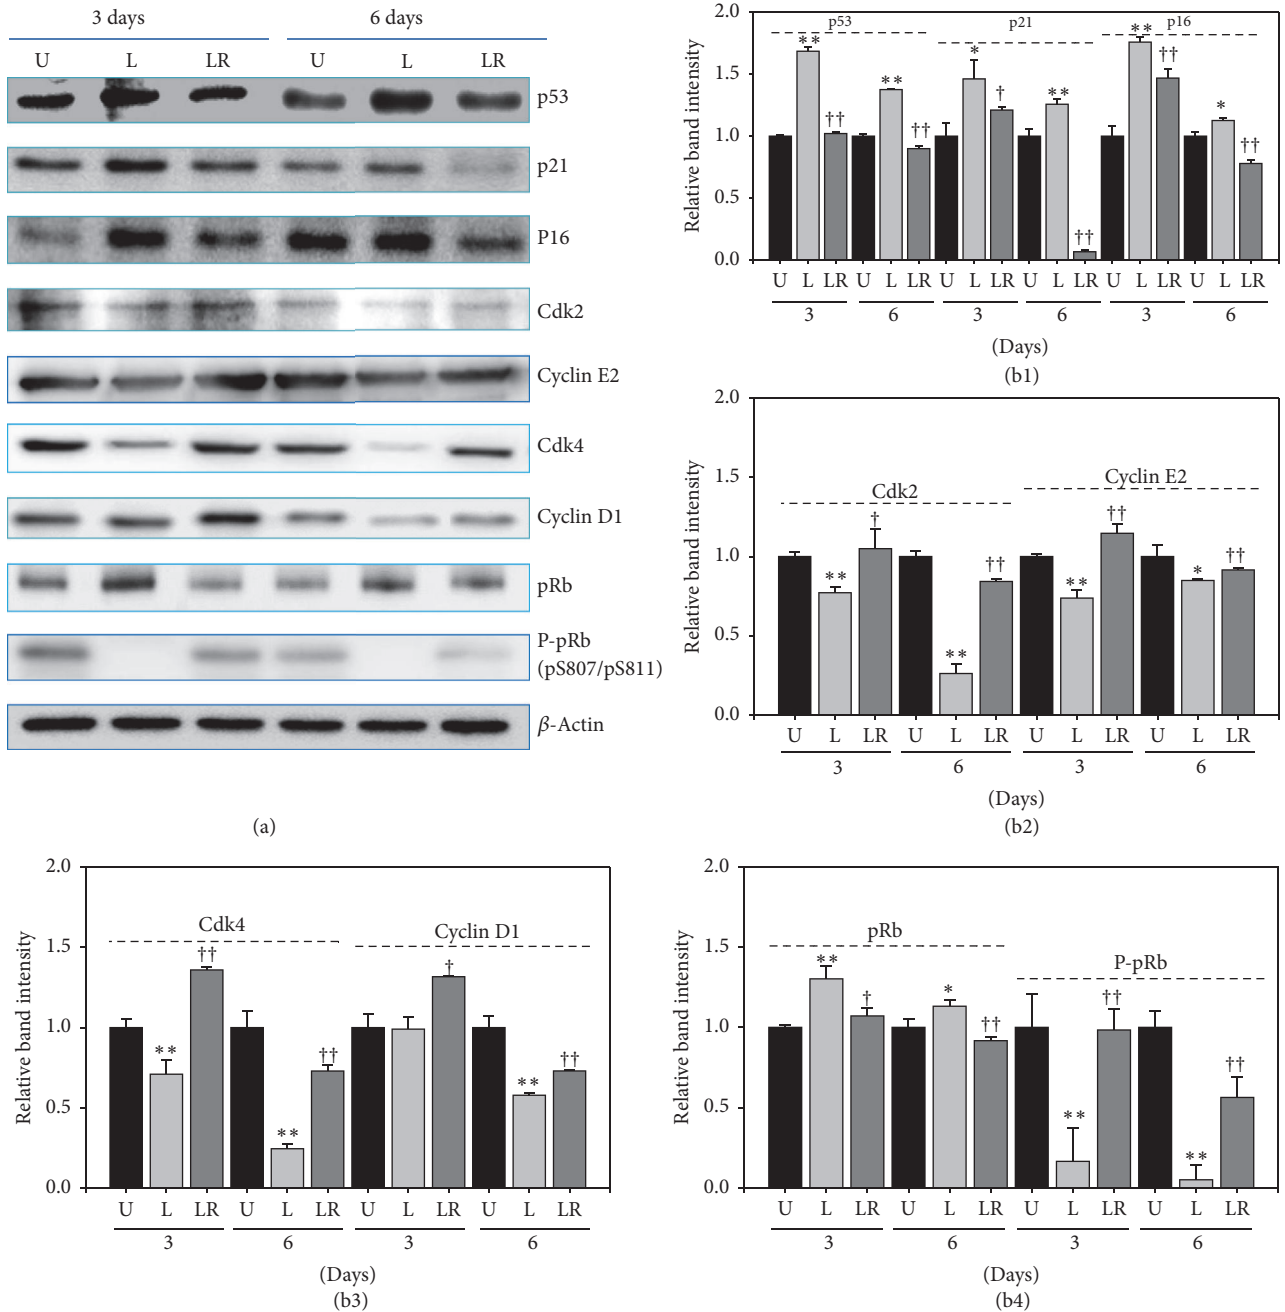 3 days 6 days
U L LR U L LR
p53
p21
P16
Cdk2
Cyclin E2
Cdk4
Cyclin D1
pRb
P-pRb
(pS807/pS811)
β-Actin
(a)
Relative band intensity
2.0
1.5
1.0
0.5
0.0
p53 p21 p16
** †† ** †† * † ** †† ** †† * ††
U L LR U L LR U L LR U L LR U L LR U L LR
3 6 3 6 3 6
(Days)
(b1)
Relative band intensity
2.0
1.5
1.0
0.5
0.0
Cdk2 Cyclin E2
** † ** †† ** †† * ††
U L LR U L LR U L LR U L LR
3 6 3 6
(Days)
(b2)
Relative band intensity
2.0
1.5
1.0
0.5
0.0
Cdk4 Cyclin D1
** †† ** †† † ** ††
U L LR U L LR U L LR U L LR
3 6 3 6
(Days)
(b3)
Relative band intensity
2.0
1.5
1.0
0.5
0.0
pRb P-pRb
** † * †† ** †† ** ††
U L LR U L LR U L LR U L LR
3 6 3 6
(Days)
(b4)